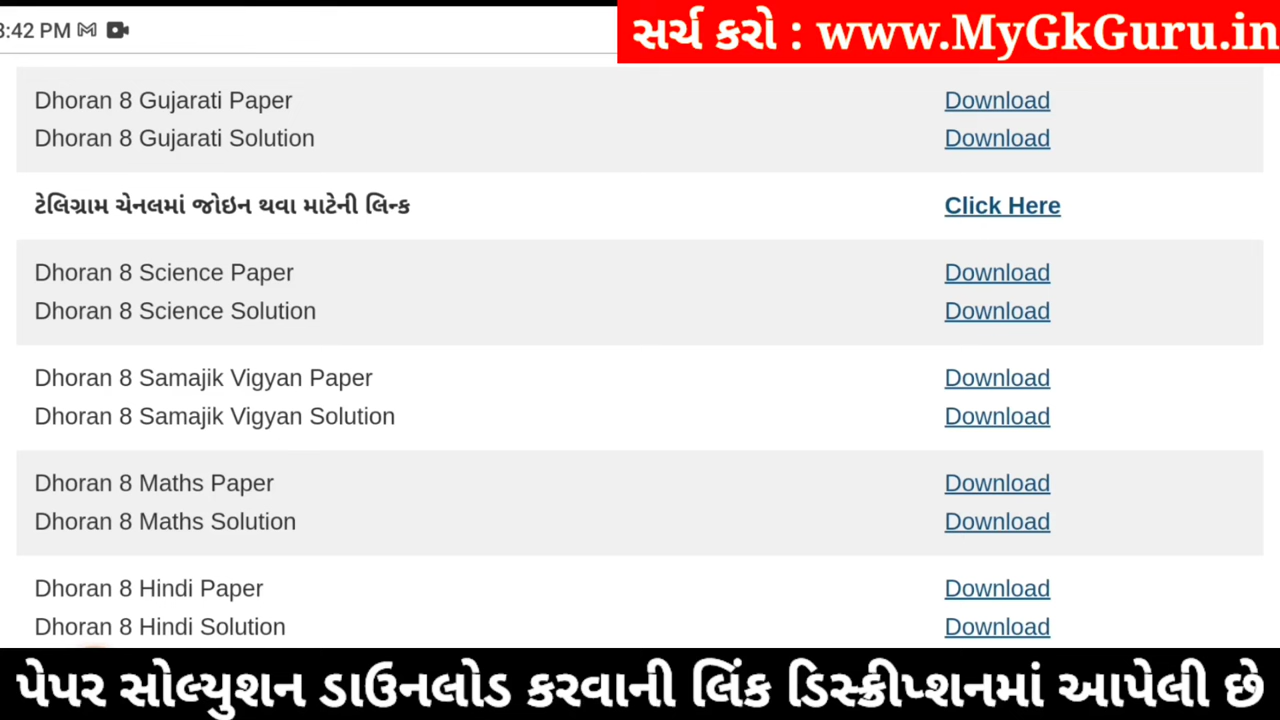 3:42 PM
સર્ચ કરો : www.MyGkGuru.in
Dhoran 8 Gujarati Paper Download
Dhoran 8 Gujarati Solution Download
ટેલિગ્રામ ચેનલમાં જોઇન થવા માટેની લિન્ક Click Here
Dhoran 8 Science Paper Download
Dhoran 8 Science Solution Download
Dhoran 8 Samajik Vigyan Paper Download
Dhoran 8 Samajik Vigyan Solution Download
Dhoran 8 Maths Paper Download
Dhoran 8 Maths Solution Download
Dhoran 8 Hindi Paper Download
Dhoran 8 Hindi Solution Download
પેપર સોલ્યુશન ડાઉનલોડ કરવાની લિંક ડિસ્ક્રીપ્શનમાં આપેલી છે